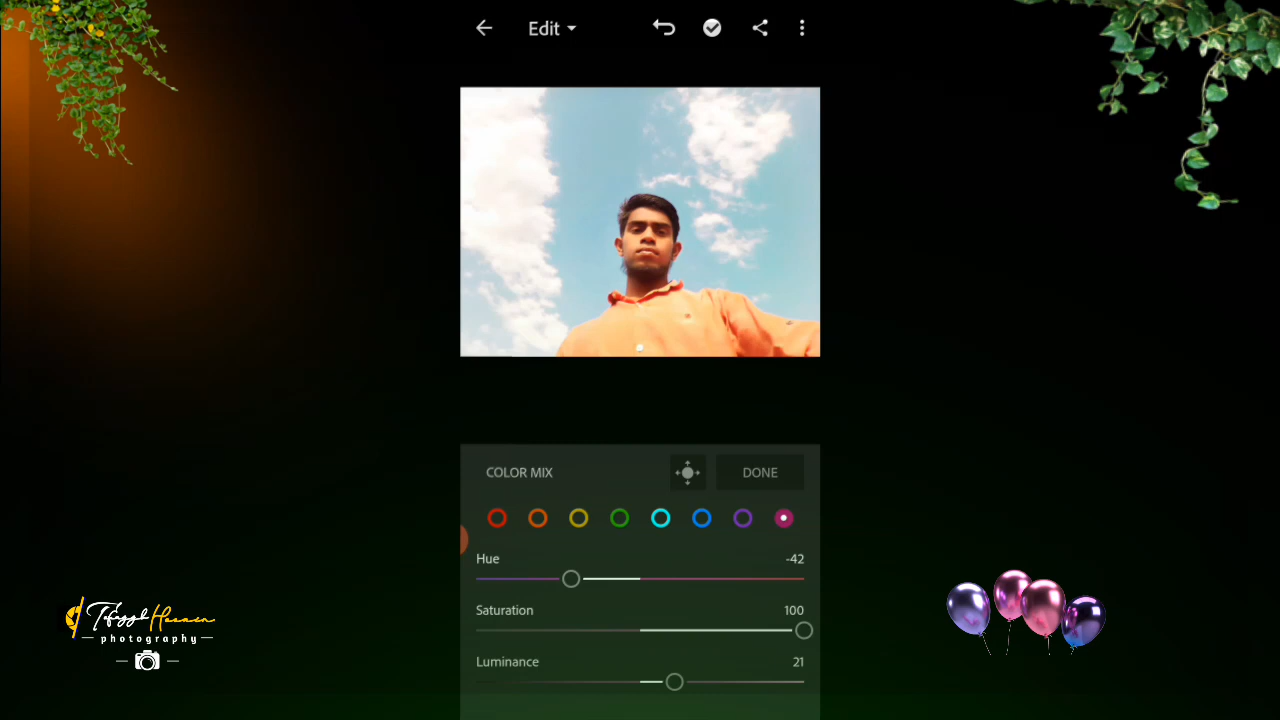 Edit
COLOR MIX
DONE
Hue
-42
Saturation
100
Luminance
21
photography